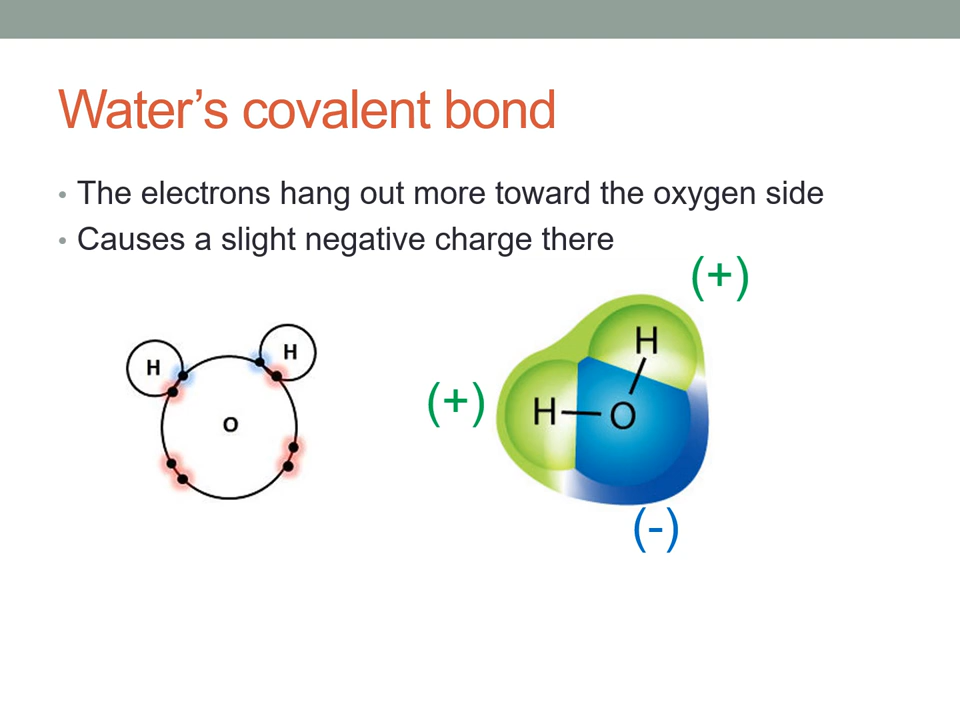 Water’s covalent bond
• The electrons hang out more toward the oxygen side
• Causes a slight negative charge there
(+)
H
H
O
(+)
H
H—O
(-)